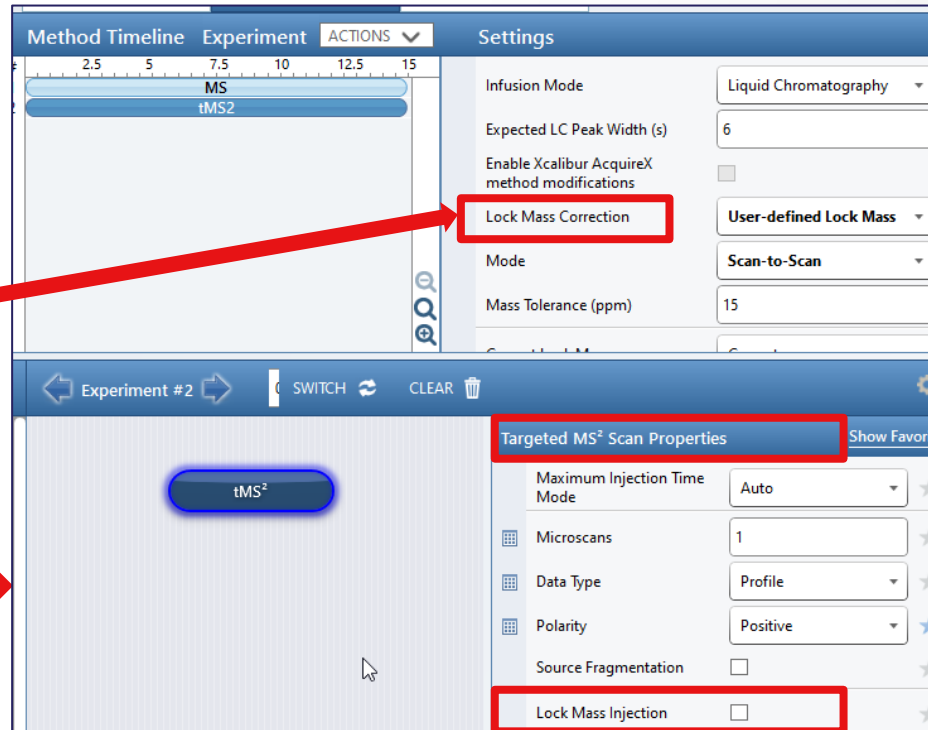 Method Timeline Experiment ACTIONS Settings
# 2.5 5 7.5 10 12.5 15
MS
tMS2
Infusion Mode Liquid Chromatography
Expected LC Peak Width (s) 6
Enable Xcalibur AcquireX
method modifications
Lock Mass Correction User-defined Lock Mass
Mode Scan-to-Scan
Mass Tolerance (ppm) 15
Experiment #2 SWITCH CLEAR
Targeted MS² Scan Properties Show Favor
tMS²
Maximum Injection Time
Mode Auto
Microscans 1
Data Type Profile
Polarity Positive
Source Fragmentation
Lock Mass Injection